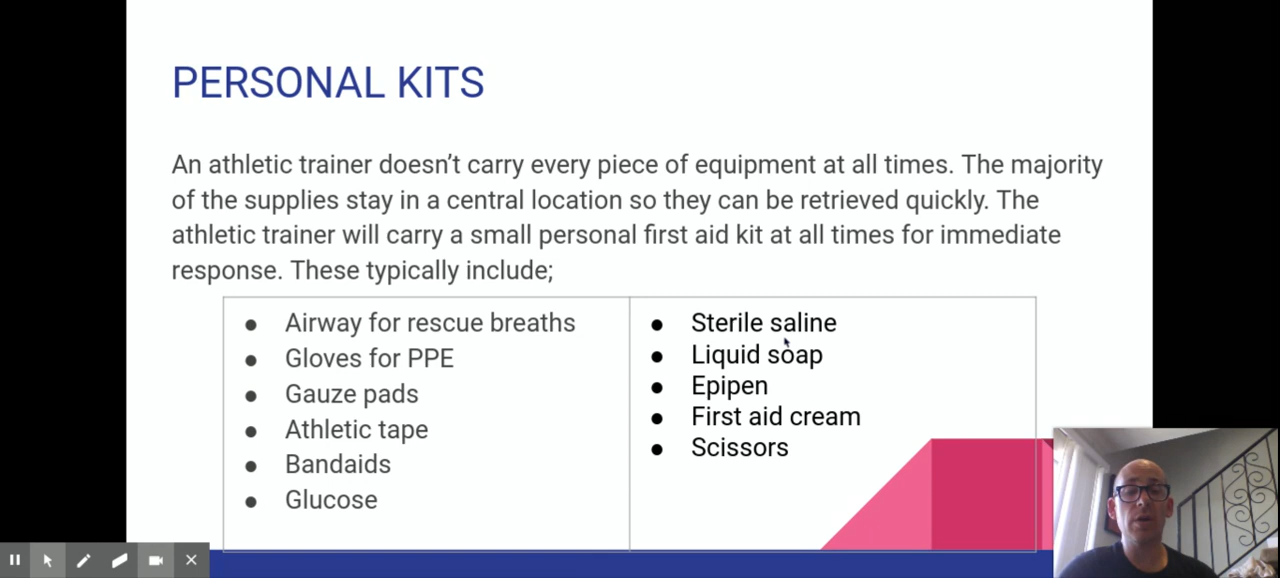 PERSONAL KITS
An athletic trainer doesn't carry every piece of equipment at all times. The majority
of the supplies stay in a central location so they can be retrieved quickly. The
athletic trainer will carry a small personal first aid kit at all times for immediate
response. These typically include;
● Airway for rescue breaths
● Gloves for PPE
● Gauze pads
● Athletic tape
● Bandaids
● Glucose
● Sterile saline
● Liquid soap
● Epipen
● First aid cream
● Scissors